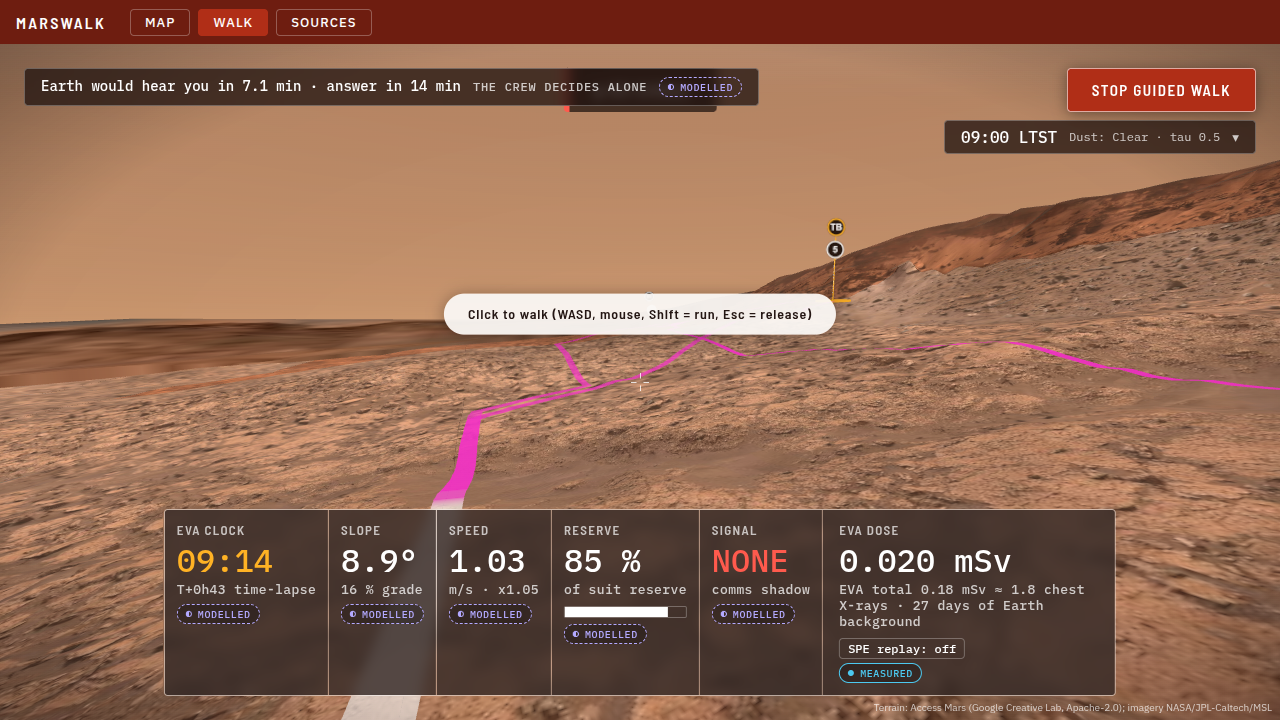 MARSWALK
MAP
WALK
SOURCES
Earth would hear you in 7.1 min · answer in 14 min THE CREW DECIDES ALONE MODELLED
STOP GUIDED WALK
09:00 LTST Dust: Clear · tau 0.5 ▼
TB
5
Click to walk (WASD, mouse, Shift = run, Esc = release)
EVA CLOCK
09:14
T+0h43 time-lapse
MODELLED
SLOPE
8.9°
16 % grade
MODELLED
SPEED
1.03
m/s · x1.05
MODELLED
RESERVE
85 %
of suit reserve
MODELLED
SIGNAL
NONE
comms shadow
MODELLED
EVA DOSE
0.020 mSv
EVA total 0.18 mSv ≈ 1.8 chest
X-rays · 27 days of Earth
background
SPE replay: off
MEASURED
Terrain: Access Mars (Google Creative Lab, Apache-2.0); imagery NASA/JPL-Caltech/MSL